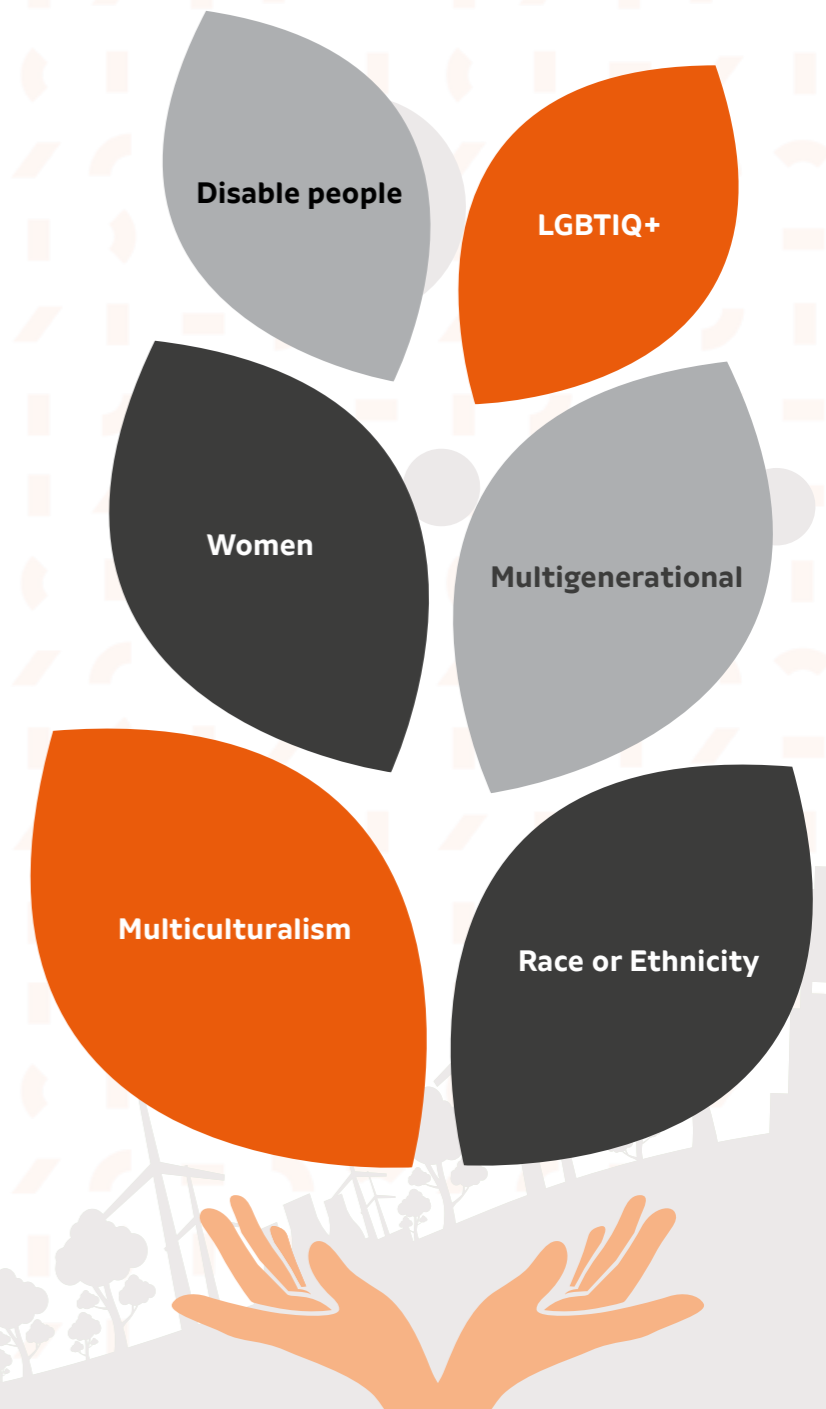 Disable people
LGBTIQ+
Women
Multigenerational
Multiculturalism
Race or Ethnicity